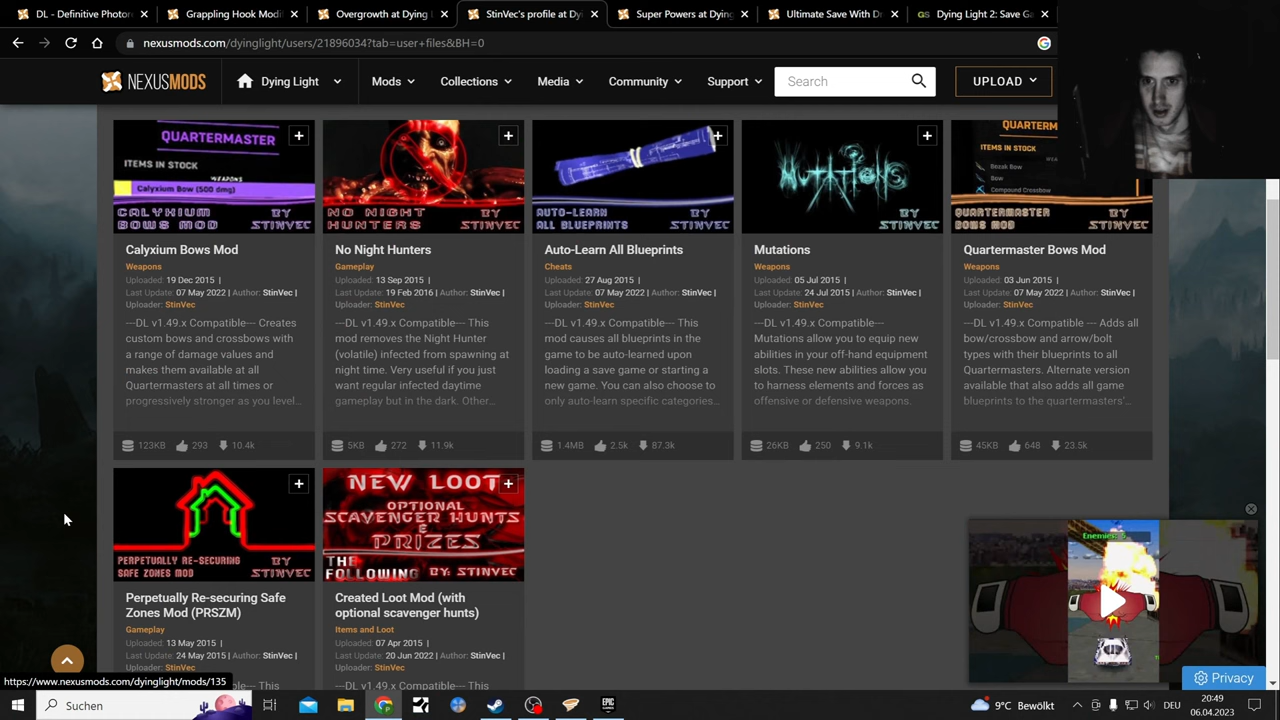 DL - Definitive Photore
Grappling Hook Modif
Overgrowth at Dying L
StinVec's profile at Dyin
Super Powers at Dying
Ultimate Save With De
GS Dying Light 2: Save Ga
nexusmods.com/dyinglight/users/21896034?tab=user+files&BH=0
NEXUSMODS
Dying Light
Mods
Collections
Media
Community
Support
Search
UPLOAD
QUARTERMASTER
ITEMS IN STOCK
WEAPONS
Calyxium Bow (500 dmg)
CALYXIUM BOWS MOD
BY STINVEC
NO NIGHT HUNTERS
BY STINVEC
AUTO-LEARN ALL BLUEPRINTS
BY STINVEC
MUTATIONS
BY STINVEC
QUARTERM
ITEMS IN STOCK
Break Bow
Bow
Compound Crossbow
QUARTERMASTER BOWS MOD
BY STINVEC
Calyxium Bows Mod
Weapons
Uploaded: 19 Dec 2015 |
Last Update: 07 May 2022 | Author: StinVec |
Uploader: StinVec
---DL v1.49.x Compatible--- Creates
custom bows and crossbows with
a range of damage values and
makes them available at all
Quartermasters at all times or
progressively stronger as you level...
123KB 293 10.4k
No Night Hunters
Gameplay
Uploaded: 13 Sep 2015 |
Last Update: 19 Feb 2016 | Author: StinVec |
Uploader: StinVec
---DL v1.49.x Compatible--- This
mod removes the Night Hunter
(volatile) infected from spawning at
night time. Very useful if you just
want regular infected daytime
gameplay but in the dark. Other...
5KB 272 11.9k
Auto-Learn All Blueprints
Cheats
Uploaded: 27 Aug 2015 |
Last Update: 07 May 2022 | Author: StinVec |
Uploader: StinVec
---DL v1.49.x Compatible--- This
mod causes all blueprints in the
game to be auto-learned upon
loading a save game or starting a
new game. You can also choose to
only auto-learn specific categories...
1.4MB 2.5k 87.3k
Mutations
Weapons
Uploaded: 05 Jul 2015 |
Last Update: 24 Jul 2015 | Author: StinVec |
Uploader: StinVec
---DL v1.49.x Compatible---
Mutations allow you to equip new
abilities in your off-hand equipment
slots. These new abilities allow you
to harness elements and forces as
offensive or defensive weapons.
26KB 250 9.1k
Quartermaster Bows Mod
Weapons
Uploaded: 03 Jun 2015 |
Last Update: 07 May 2022 | Author: StinVec |
Uploader: StinVec
---DL v1.49.x Compatible --- Adds all
bow/crossbow and arrow/bolt
types with their blueprints to all
Quartermasters. Alternate version
available that also adds all game
blueprints to the quartermasters'...
45KB 648 23.5k
PERPETUALLY RE-SECURING
SAFE ZONES MOD
BY STINVEC
NEW LOOT
OPTIONAL
SCAVENGER HUNTS
& PRIZES
THE FOLLOWING
BY: STINVEC
Perpetually Re-securing Safe
Zones Mod (PRSZM)
Gameplay
Uploaded: 13 May 2015 |
Last Update: 24 May 2015 | Author: StinVec |
Uploader: StinVec
le--- This
Created Loot Mod (with
optional scavenger hunts)
Items and Loot
Uploaded: 07 Apr 2015 |
Last Update: 20 Jun 2022 | Author: StinVec |
Uploader: StinVec
---DL v1.49.x Compatible--- This
Enemies:
Privacy
https://www.nexusmods.com/dyinglight/mods/135
Suchen
EPIC GAMES
9°C Bewölkt
DEU
20:49
06.04.2023